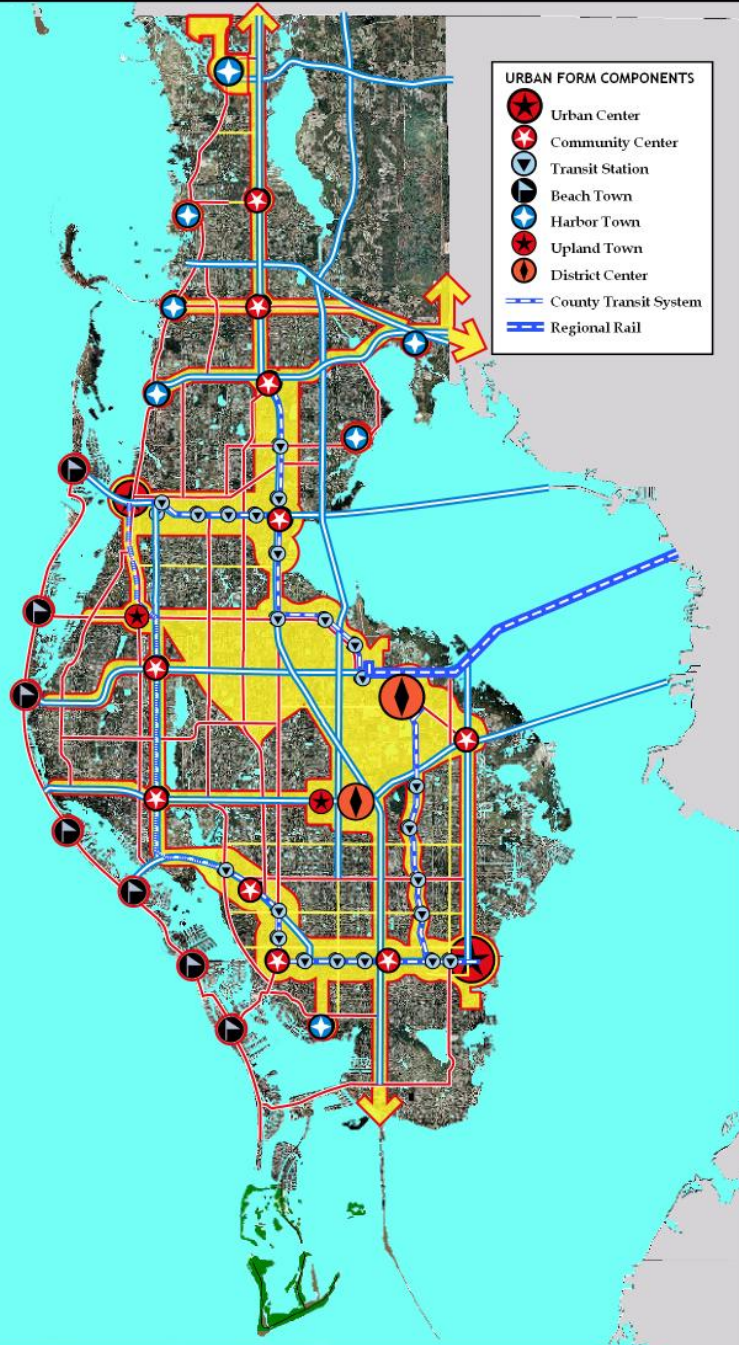 URBAN FORM COMPONENTS
Urban Center
Community Center
Transit Station
Beach Town
Harbor Town
Upland Town
District Center
County Transit System
Regional Rail